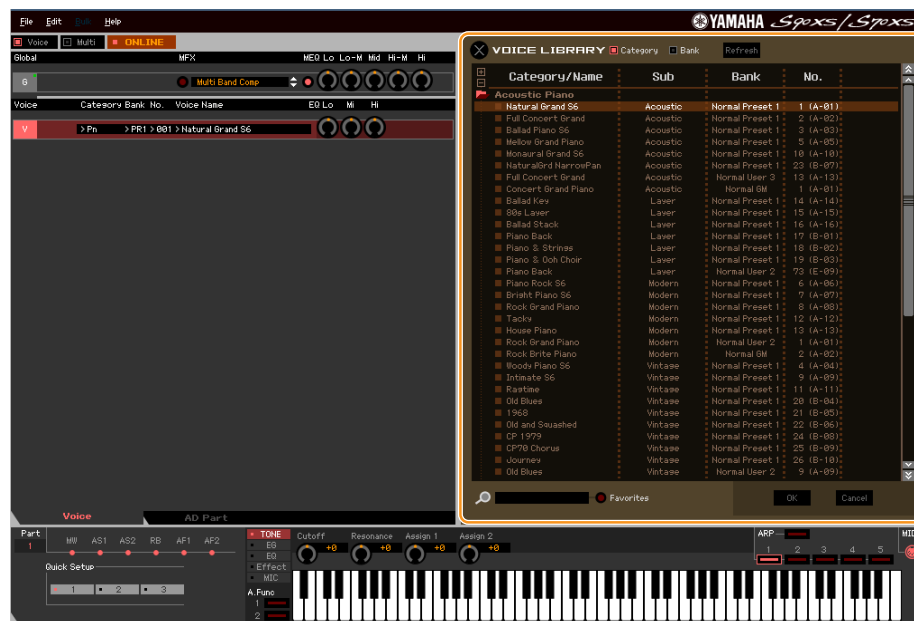 File Edit Help
YAMAHA S90XS/S70XS
Voice Multi ONLINE
Global MFX MEQ Lo Lo-M Mid Hi-M Hi
G Multi Band Comp
Voice Category Bank No. Voice Name EQ Lo Mi Hi
V >Pn >PR1 >001 >Natural Grand S6
VOICE LIBRARY Category Bank Refresh
Category/Name Sub Bank No.
Acoustic Piano
Natural Grand S6 Acoustic Normal Preset 1 1 (A-01)
Full Concert Grand Acoustic Normal Preset 1 2 (A-02)
Ballad Piano S6 Acoustic Normal Preset 1 3 (A-03)
Mellow Grand Piano Acoustic Normal Preset 1 5 (A-05)
Monaural Grand S6 Acoustic Normal Preset 1 10 (A-10)
NaturalGrd NarrowPan Acoustic Normal Preset 1 23 (B-07)
Full Concert Grand Acoustic Normal User 3 13 (A-13)
Concert Grand Piano Acoustic Normal GM 1 (A-01)
Ballad Key Layer Normal Preset 1 14 (A-14)
80s Layer Layer Normal Preset 1 15 (A-15)
Ballad Stack Layer Normal Preset 1 16 (A-16)
Piano Back Layer Normal Preset 1 17 (B-01)
Piano & Strings Layer Normal Preset 1 18 (B-02)
Piano & Ooh Choir Layer Normal Preset 1 19 (B-03)
Piano Back Layer Normal User 2 73 (E-09)
Piano Rock S6 Modern Normal Preset 1 6 (A-06)
Bright Piano S6 Modern Normal Preset 1 7 (A-07)
Rock Grand Piano Modern Normal Preset 1 8 (A-08)
Tacky Modern Normal Preset 1 12 (A-12)
House Piano Modern Normal Preset 1 13 (A-13)
Rock Grand Piano Modern Normal User 2 1 (A-01)
Rock Brite Piano Modern Normal GM 2 (A-02)
Woody Piano S6 Vintage Normal Preset 1 4 (A-04)
Intimate S6 Vintage Normal Preset 1 9 (A-09)
Ragtime Vintage Normal Preset 1 11 (A-11)
Old Blues Vintage Normal Preset 1 20 (B-04)
1968 Vintage Normal Preset 1 21 (B-05)
Old and Squashed Vintage Normal Preset 1 22 (B-06)
CP 1979 Vintage Normal Preset 1 24 (B-08)
CP70 Chorus Vintage Normal Preset 1 25 (B-09)
Journey Vintage Normal Preset 1 26 (B-10)
Old Blues Vintage Normal User 2 9 (A-09)
Favorites OK Cancel
Voice AD Part
Part MW AS1 AS2 RB AF1 AF2
1
Quick Setup
1 2 3
TONE
EG
EQ
Effect
MIC
A.Func
1
2
Cutoff Resonance Assign 1 Assign 2
+0 +0 +0 +0
ARP
1 2 3 4 5